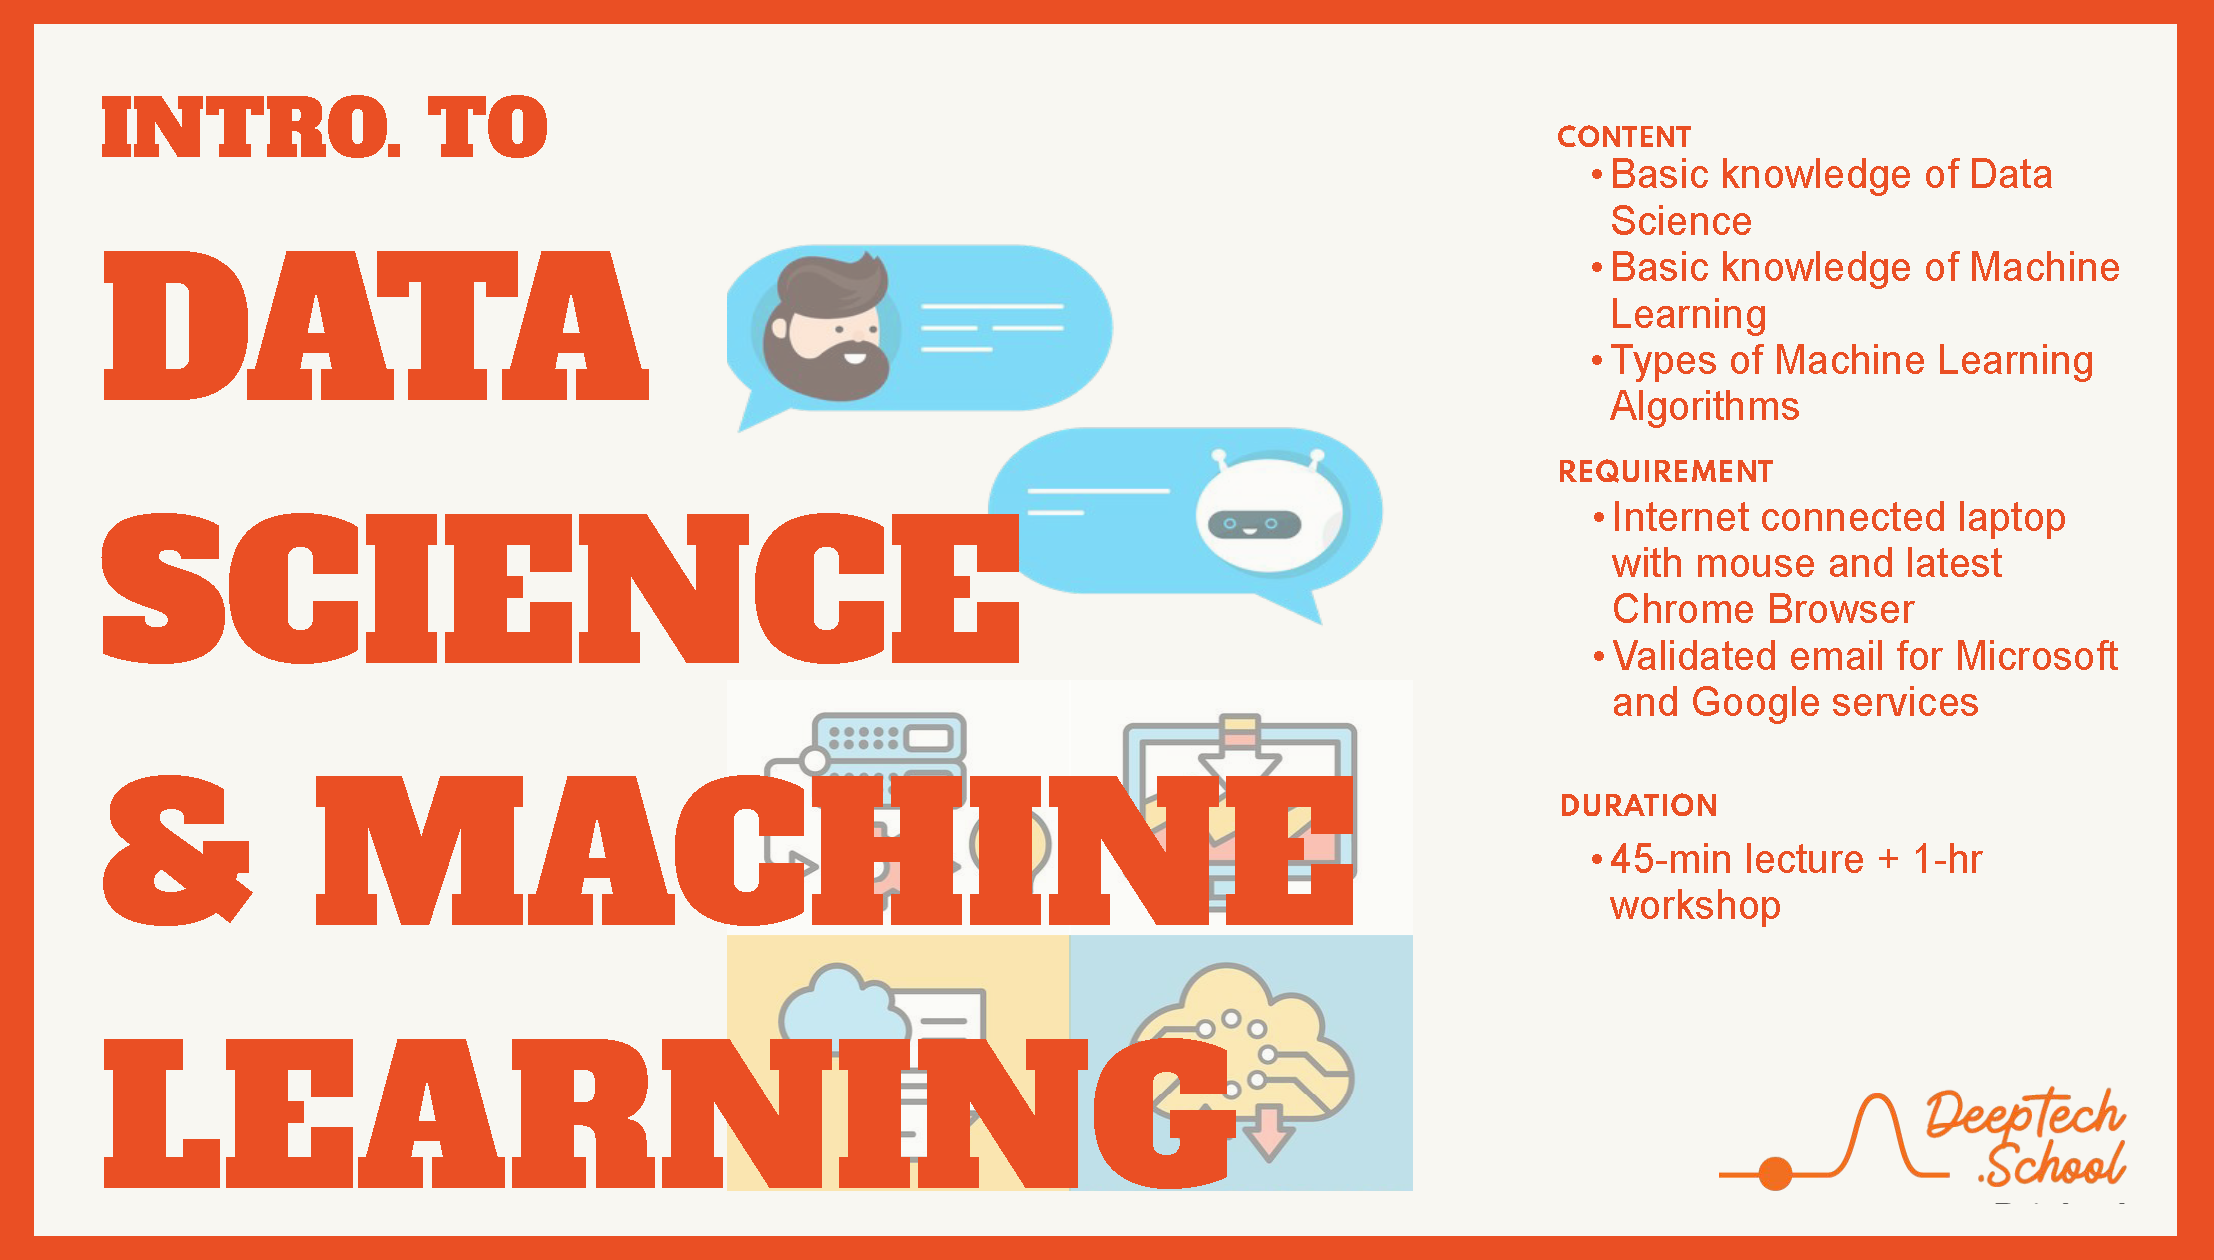 INTRO. TO
DATA
SCIENCE
& MACHINE
LEARNING
CONTENT
• Basic knowledge of Data
Science
• Basic knowledge of Machine
Learning
• Types of Machine Learning
Algorithms
REQUIREMENT
• Internet connected laptop
with mouse and latest
Chrome Browser
• Validated email for Microsoft
and Google services
DURATION
• 45-min lecture + 1-hr
workshop
DeepTech
.School